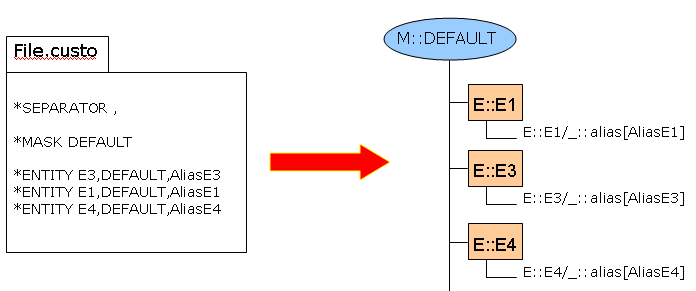 File.custo
*SEPARATOR ,
*MASK DEFAULT
*ENTITY E3,DEFAULT,AliasE3
*ENTITY E1,DEFAULT,AliasE1
*ENTITY E4,DEFAULT,AliasE4
M::DEFAULT
E::E1
E::E1/_::alias[AliasE1]
E::E3
E::E3/_::alias[AliasE3]
E::E4
E::E4/_::alias[AliasE4]